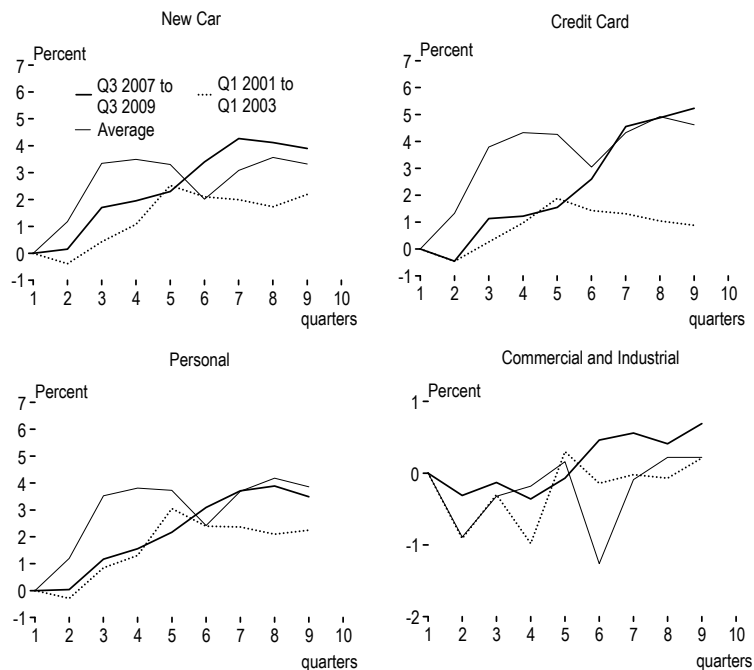 New Car
Percent
7
6
5
4
3
2
1
0
-1
Q3 2007 to
Q3 2009
Q1 2001 to
Q1 2003
Average
1 2 3 4 5 6 7 8 9 10
quarters
Credit Card
Percent
7
6
5
4
3
2
1
0
-1
1 2 3 4 5 6 7 8 9 10
quarters
Personal
Percent
7
6
5
4
3
2
1
0
-1
1 2 3 4 5 6 7 8 9 10
quarters
Commercial and Industrial
Percent
1
0
-1
-2
1 2 3 4 5 6 7 8 9 10
quarters